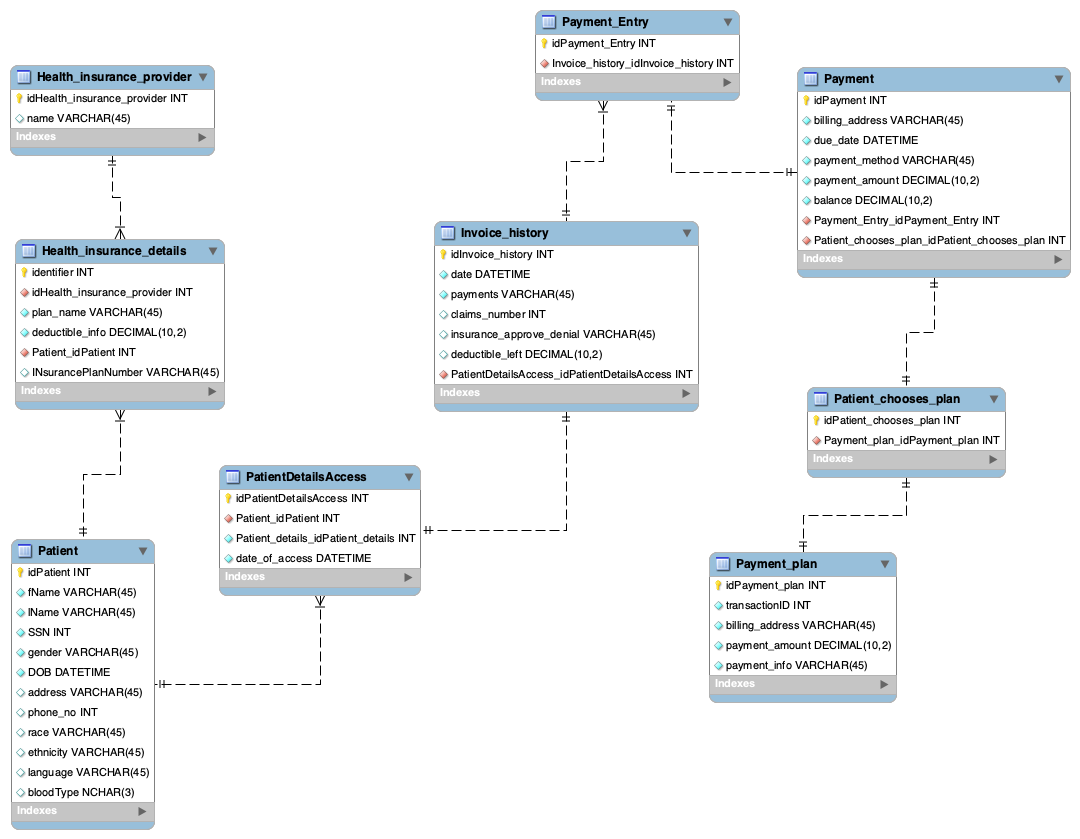 Payment_Entry
idPayment_Entry INT
Invoice_history_idInvoice_history INT
Indexes
Health_insurance_provider
idHealth_insurance_provider INT
name VARCHAR(45)
Indexes
Payment
idPayment INT
billing_address VARCHAR(45)
due_date DATETIME
payment_method VARCHAR(45)
payment_amount DECIMAL(10,2)
balance DECIMAL(10,2)
Payment_Entry_idPayment_Entry INT
Patient_chooses_plan_idPatient_chooses_plan INT
Indexes
Health_insurance_details
identifier INT
idHealth_insurance_provider INT
plan_name VARCHAR(45)
deductible_info DECIMAL(10,2)
Patient_idPatient INT
INsurancePlanNumber VARCHAR(45)
Indexes
Invoice_history
idInvoice_history INT
date DATETIME
payments VARCHAR(45)
claims_number INT
insurance_approve_denial VARCHAR(45)
deductible_left DECIMAL(10,2)
PatientDetailsAccess_idPatientDetailsAccess INT
Indexes
Patient_chooses_plan
idPatient_chooses_plan INT
Payment_plan_idPayment_plan INT
Indexes
PatientDetailsAccess
idPatientDetailsAccess INT
Patient_idPatient INT
Patient_details_idPatient_details INT
date_of_access DATETIME
Indexes
Patient
idPatient INT
fName VARCHAR(45)
lName VARCHAR(45)
SSN INT
gender VARCHAR(45)
DOB DATETIME
address VARCHAR(45)
phone_no INT
race VARCHAR(45)
ethnicity VARCHAR(45)
language VARCHAR(45)
bloodType NCHAR(3)
Indexes
Payment_plan
idPayment_plan INT
transactionID INT
billing_address VARCHAR(45)
payment_amount DECIMAL(10,2)
payment_info VARCHAR(45)
Indexes